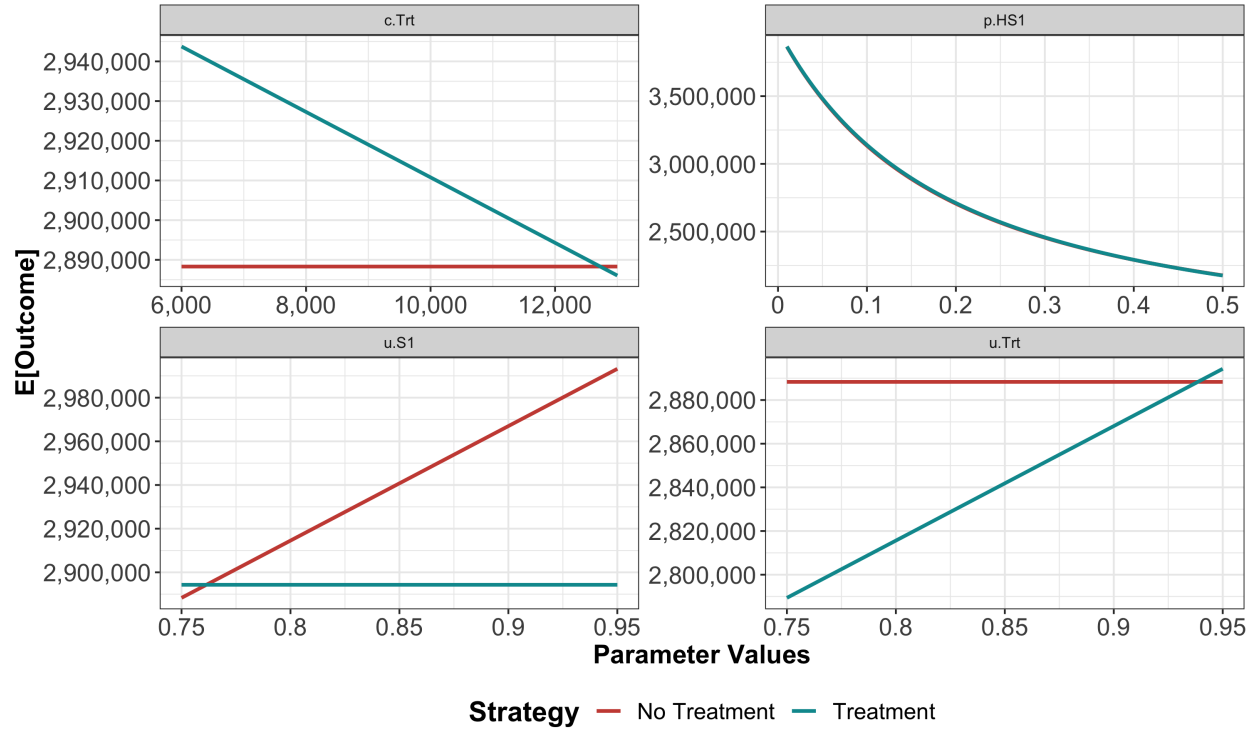 c.Trt
p.HS1
2,940,000
2,930,000
2,920,000
2,910,000
2,900,000
2,890,000
6,000 8,000 10,000 12,000
3,500,000
3,000,000
2,500,000
0 0.1 0.2 0.3 0.4 0.5
E[Outcome]
u.S1
u.Trt
2,980,000
2,960,000
2,940,000
2,920,000
2,900,000
0.75 0.8 0.85 0.9 0.95
2,880,000
2,860,000
2,840,000
2,820,000
2,800,000
0.75 0.8 0.85 0.9 0.95
Parameter Values
Strategy No Treatment Treatment